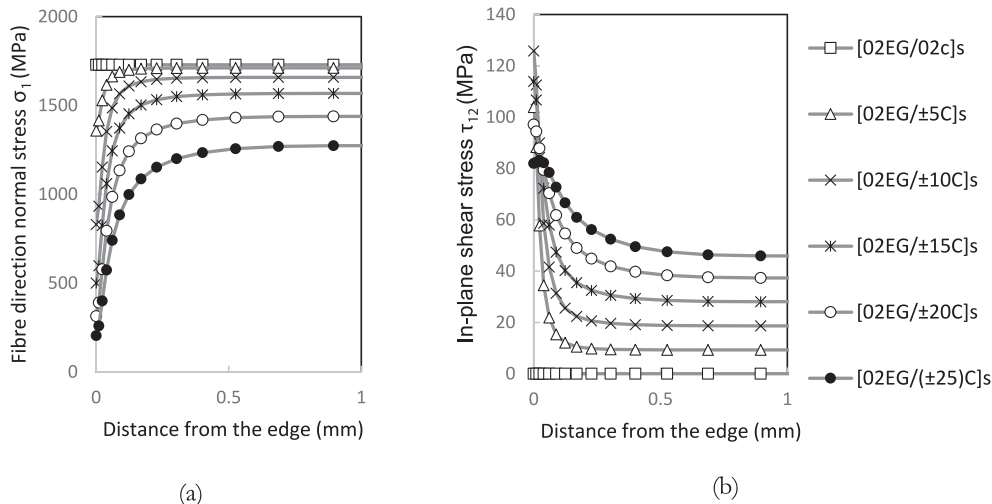 2000
1500
1000
500
0
Fibre direction normal stress σ1 (MPa)
0
0.5
1
Distance from the edge (mm)
(a)
140
120
100
80
60
40
20
0
In-plane shear stress τ12 (MPa)
0
0.5
1
Distance from the edge (mm)
(b)
[02EG/02c]s
[02EG/±5C]s
[02EG/±10C]s
[02EG/±15C]s
[02EG/±20C]s
[02EG/(±25)C]s